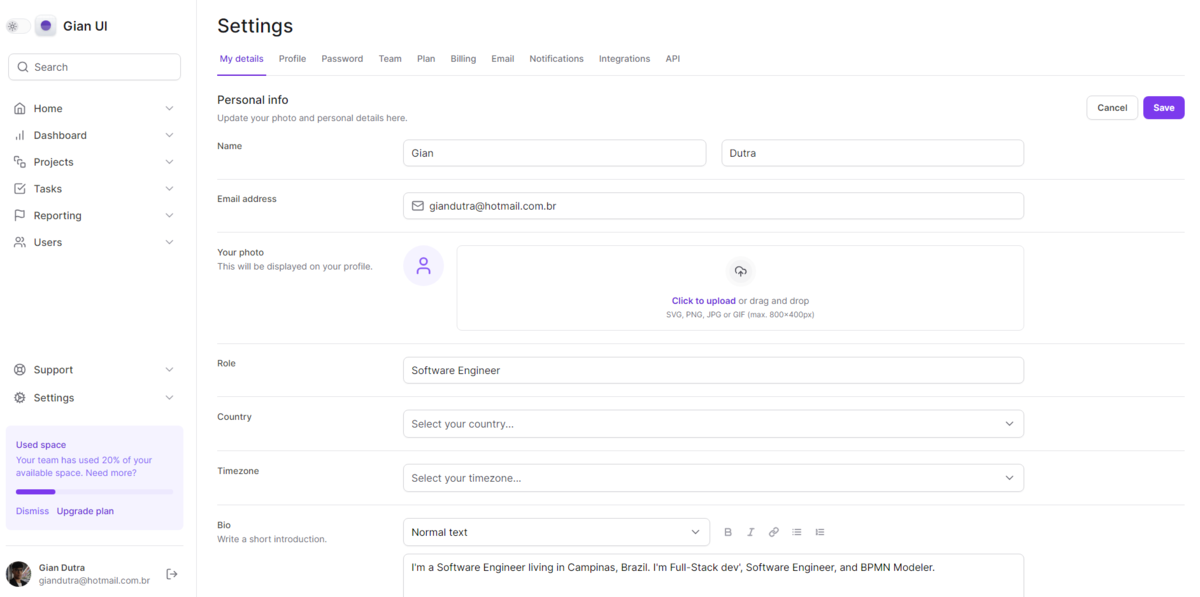 Gian UI
Search
Home
Dashboard
Projects
Tasks
Reporting
Users
Support
Settings
Used space
Your team has used 20% of your
available space. Need more?
Dismiss Upgrade plan
Gian Dutra
giandutra@hotmail.com.br
Settings
My details Profile Password Team Plan Billing Email Notifications Integrations API
Personal info
Update your photo and personal details here.
Cancel Save
Name
Gian Dutra
Email address
giandutra@hotmail.com.br
Your photo
This will be displayed on your profile.
Click to upload or drag and drop
SVG, PNG, JPG or GIF (max. 800×400px)
Role
Software Engineer
Country
Select your country...
Timezone
Select your timezone...
Bio
Write a short introduction.
Normal text
I'm a Software Engineer living in Campinas, Brazil. I'm Full-Stack dev', Software Engineer, and BPMN Modeler.